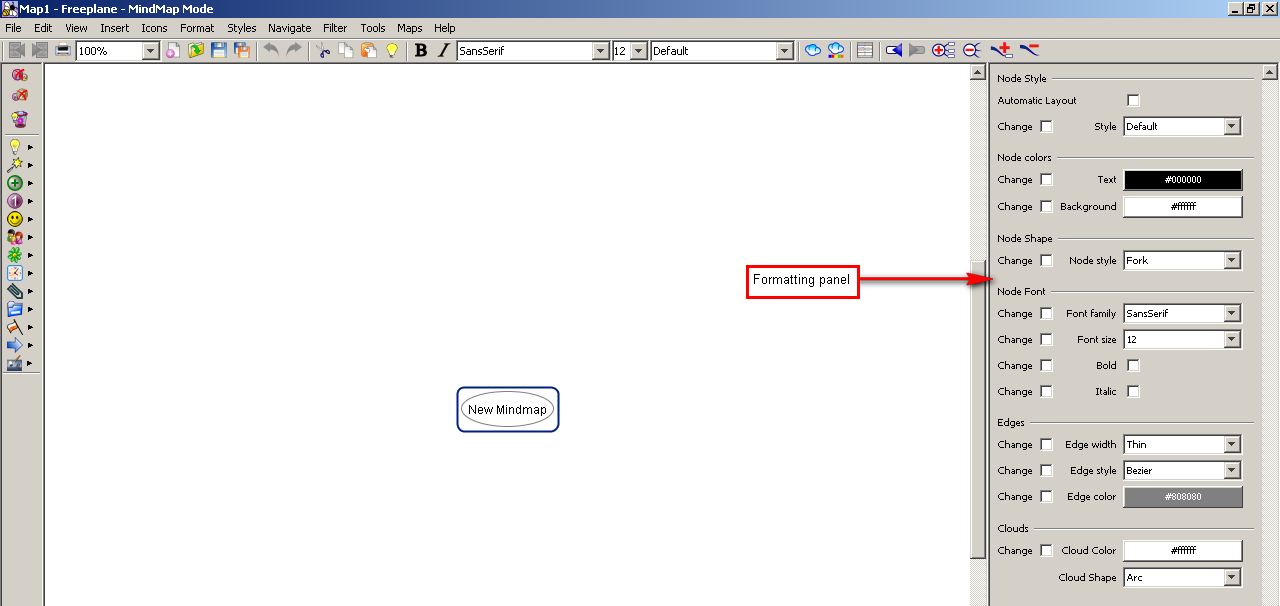 Map1 - Freeplane - MindMap Mode
File Edit View Insert Icons Format Styles Navigate Filter Tools Maps Help
100% B I SansSerif 12 Default
Node Style
Automatic Layout
Change Style Default
Node colors
Change Text #000000
Change Background #ffffff
Node Shape
Change Node style Fork
Formatting panel
Node Font
Change Font family SansSerif
Change Font size 12
Change Bold
Change Italic
New Mindmap
Edges
Change Edge width Thin
Change Edge style Bezier
Change Edge color #808080
Clouds
Change Cloud Color #ffffff
Cloud Shape Arc